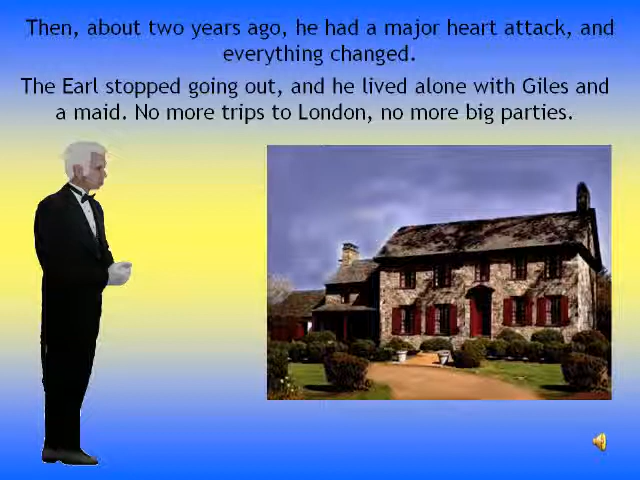 Then, about two years ago, he had a major heart attack, and
everything changed.
The Earl stopped going out, and he lived alone with Giles and
a maid. No more trips to London, no more big parties.